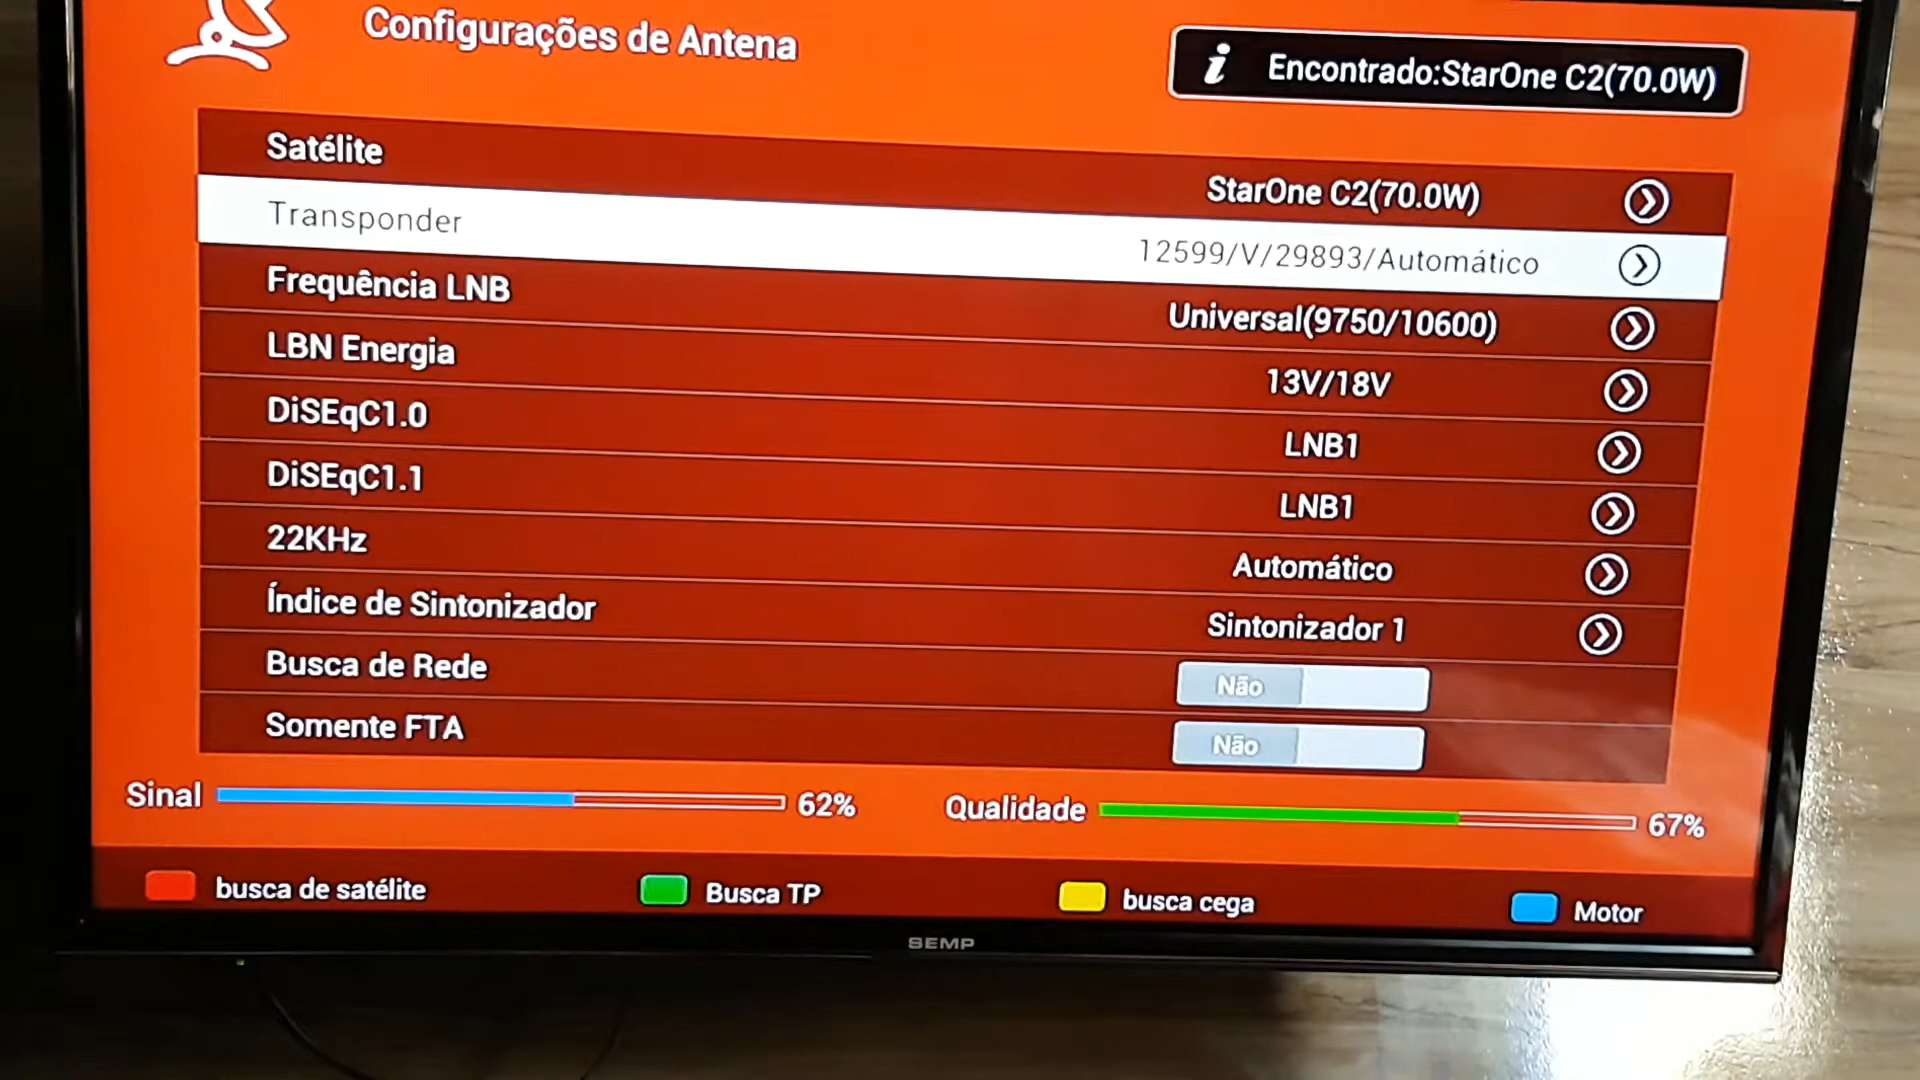 Configurações de Antena
i Encontrado:StarOne C2(70.0W)
Satélite StarOne C2(70.0W)
Transponder 12599/V/29893/Automático
Frequência LNB Universal(9750/10600)
LBN Energia 13V/18V
DiSEqC1.0 LNB1
DiSEqC1.1 LNB1
22KHz Automático
Índice de Sintonizador Sintonizador 1
Busca de Rede Não
Somente FTA Não
Sinal 62% Qualidade 67%
busca de satélite Busca TP busca cega Motor
SEMP